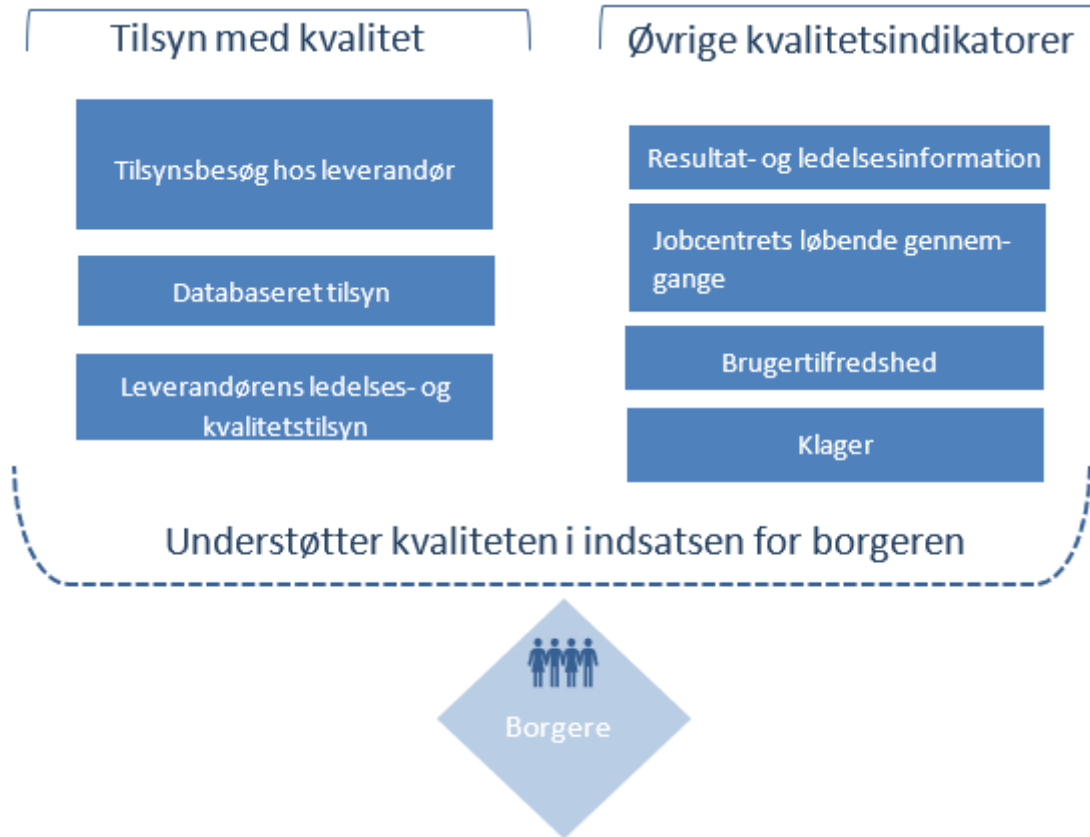 Tilsyn med kvalitet
Tilsynsbesøg hos leverandør
Databaseret tilsyn
Leverandørens ledelses- og
kvalitetstilsyn
Øvrige kvalitetsindikatorer
Resultat- og ledelsesinformation
Jobcentrets løbende gennem-
gange
Brugertilfredshed
Klager
Understøtter kvaliteten i indsatsen for borgeren
Borgere